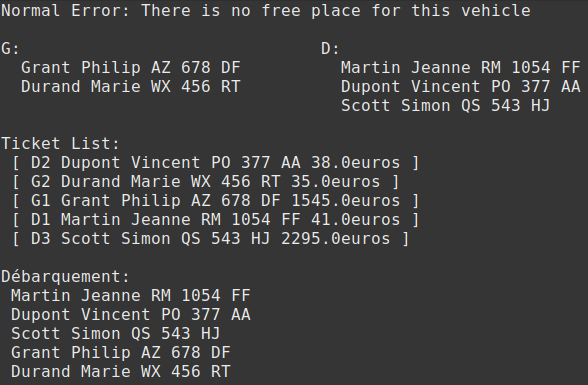 Normal Error: There is no free place for this vehicle
G: D:
Grant Philip AZ 678 DF Martin Jeanne RM 1054 FF
Durand Marie WX 456 RT Dupont Vincent PO 377 AA
Scott Simon QS 543 HJ
Ticket List:
[ D2 Dupont Vincent PO 377 AA 38.0euros ]
[ G2 Durand Marie WX 456 RT 35.0euros ]
[ G1 Grant Philip AZ 678 DF 1545.0euros ]
[ D1 Martin Jeanne RM 1054 FF 41.0euros ]
[ D3 Scott Simon QS 543 HJ 2295.0euros ]
Débarquement:
Martin Jeanne RM 1054 FF
Dupont Vincent PO 377 AA
Scott Simon QS 543 HJ
Grant Philip AZ 678 DF
Durand Marie WX 456 RT